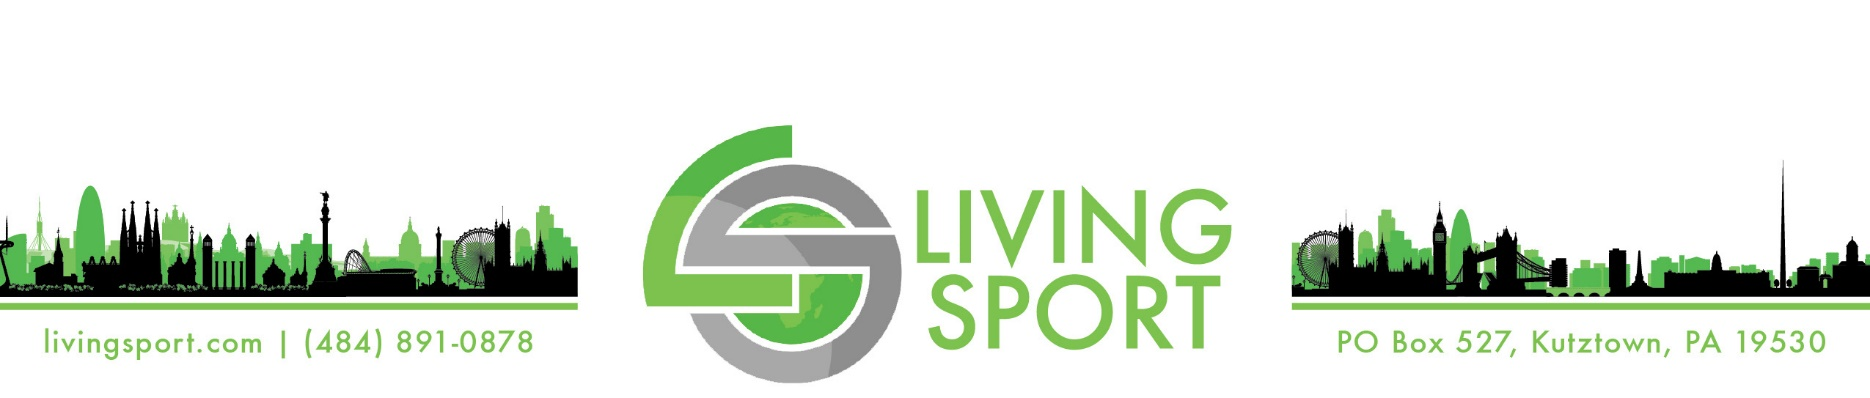 LIVING
SPORT
livingsport.com | (484) 891-0878
PO Box 527, Kutztown, PA 19530